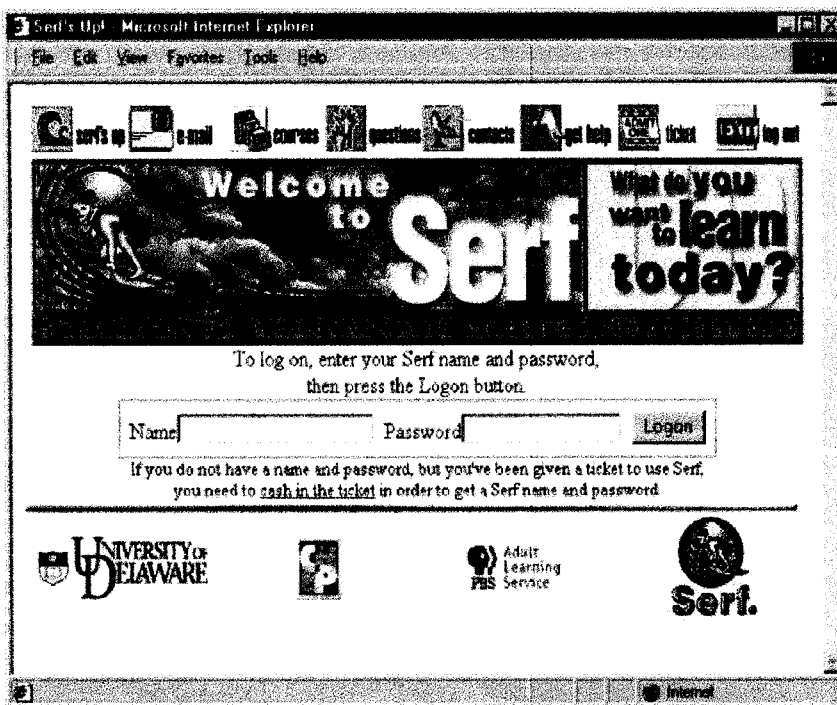 Serf's Up! - Microsoft Internet Explorer
File Edit View Favorites Tools Help
serf's up e-mail courses questions contacts get help ticket EXIT log out
Welcome
to Serf
What do you
want to learn
today?
To log on, enter your Serf name and password,
then press the Logon button.
Name Password Logon
If you do not have a name and password, but you've been given a ticket to use Serf,
you need to cash in the ticket in order to get a Serf name and password
UNIVERSITY OF
DELAWARE
CP
PBS Adult
Learning
Service
Serf.
Internet